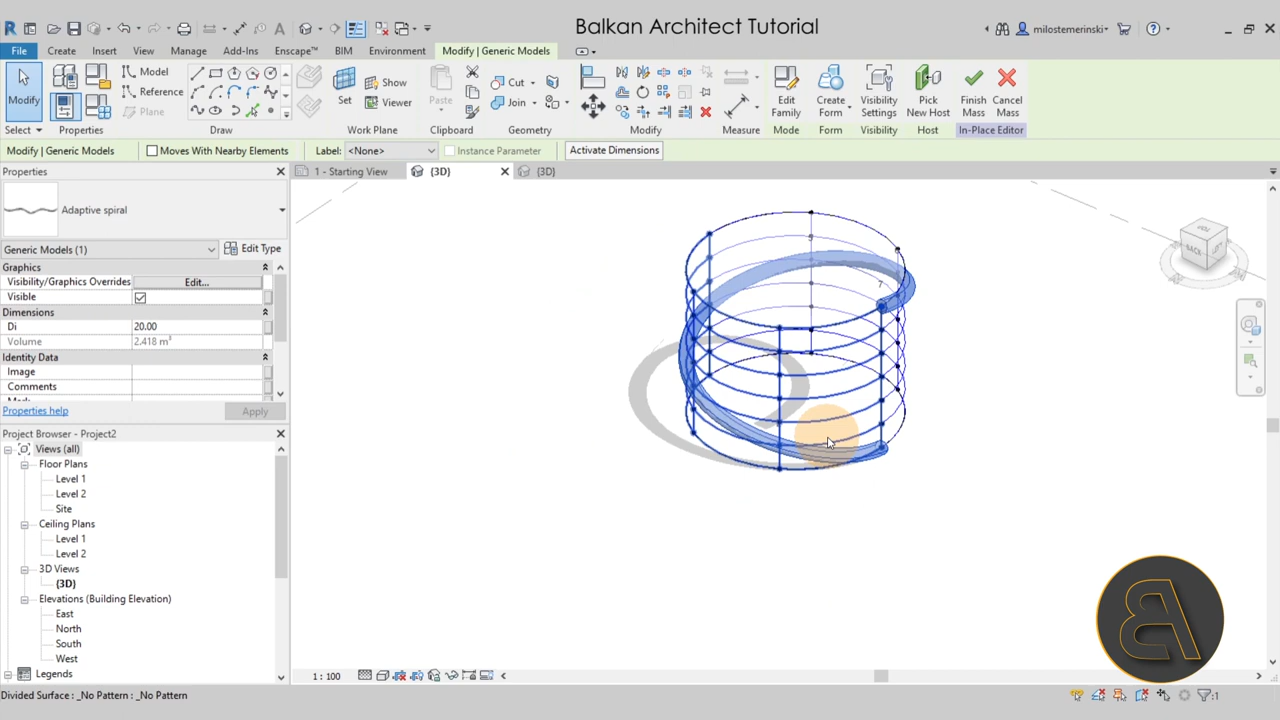 Balkan Architect Tutorial
milostemerinski
File Create Insert View Manage Add-Ins Enscape™ BIM Environment Modify | Generic Models
Modify
Select
Properties
Model
Reference
Plane
Draw
Set
Show
Viewer
Work Plane
Paste
Clipboard
Cut
Join
Geometry
Modify
Measure
Edit Family
Mode
Create Form
Form
Visibility Settings
Visibility
Pick New Host
Host
Finish Mass
Cancel Mass
In-Place Editor
Modify | Generic Models Moves With Nearby Elements Label: <None> Instance Parameter Activate Dimensions
Properties
1 - Starting View
{3D}
{3D}
Adaptive spiral
Generic Models (1)
Edit Type
Graphics
Visibility/Graphics Overrides Edit...
Visible
Dimensions
Di 20.00
Volume 2.418 m³
Identity Data
Image
Comments
Properties help
Apply
Project Browser - Project2
Views (all)
Floor Plans
Level 1
Level 2
Site
Ceiling Plans
Level 1
Level 2
3D Views
{3D}
Elevations (Building Elevation)
East
North
South
West
Legends
BACK
7
1 : 100
Divided Surface : _No Pattern : _No Pattern
:1